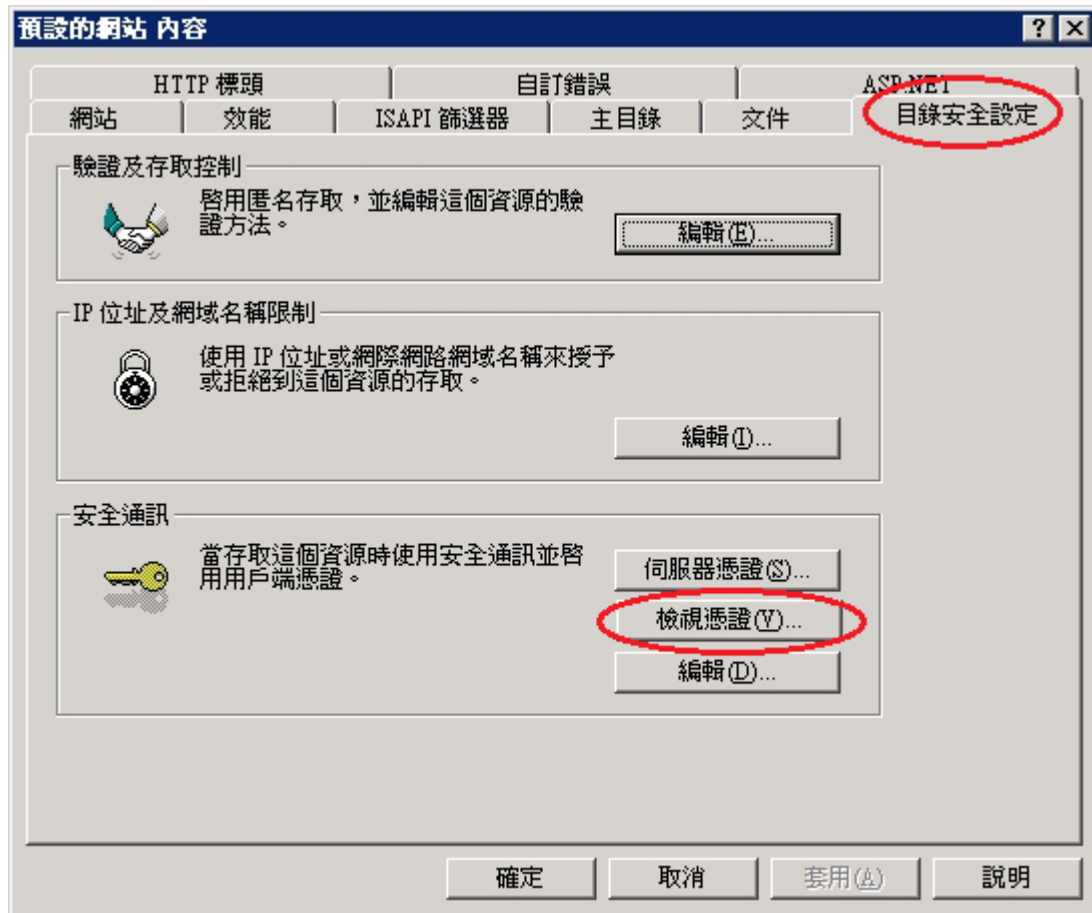 預設的網站 內容
HTTP 標頭
自訂錯誤
ASP.NET
網站
效能
ISAPI 篩選器
主目錄
文件
目錄安全設定
驗證及存取控制
啓用匿名存取，並編輯這個資源的驗
證方法。
編輯(E)...
IP 位址及網域名稱限制
使用 IP 位址或網際網路網域名稱來授予
或拒絕到這個資源的存取。
編輯(I)...
安全通訊
當存取這個資源時使用安全通訊並啓
用用戶端憑證。
伺服器憑證(S)...
檢視憑證(V)...
編輯(D)...
確定
取消
套用(A)
說明